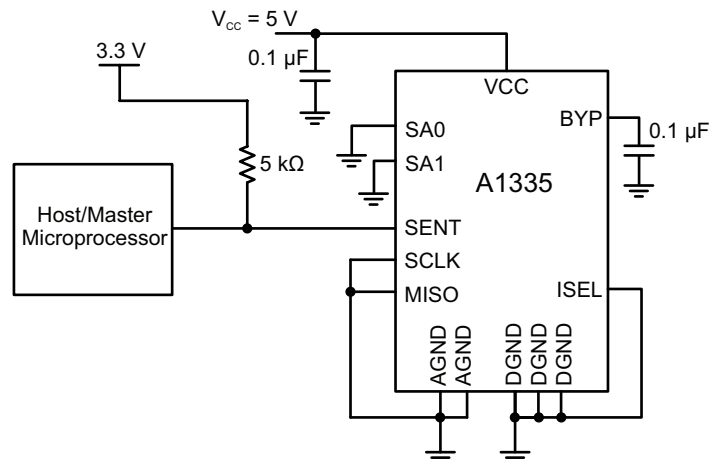 V_CC = 5 V
3.3 V
0.1 µF
VCC
BYP
0.1 µF
SA0
SA1
5 kΩ
A1335
Host/Master
Microprocessor
SENT
SCLK
MISO
ISEL
AGND
AGND
DGND
DGND
DGND